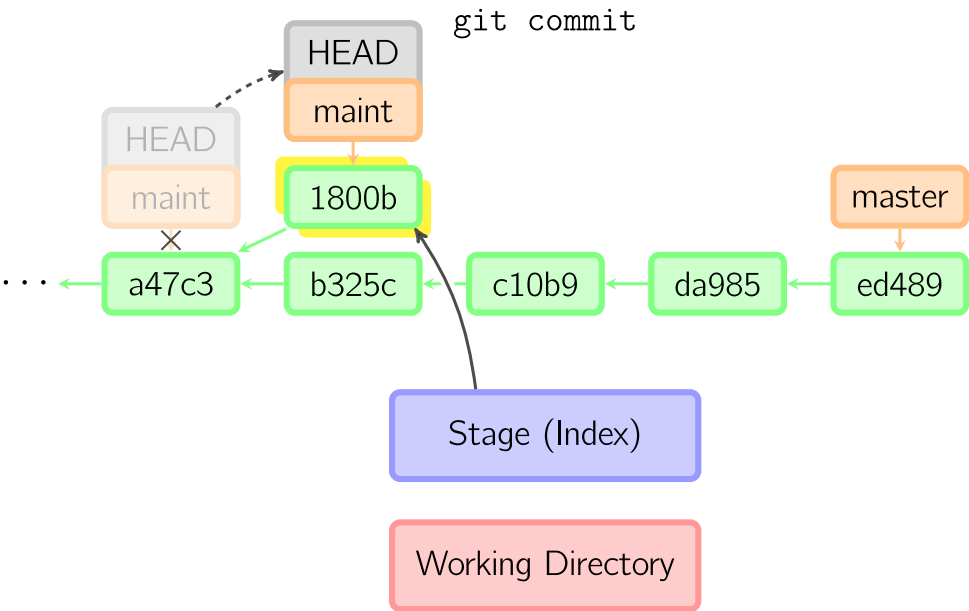 git commit
HEAD
maint
HEAD
maint
1800b
master
...
a47c3
b325c
c10b9
da985
ed489
Stage (Index)
Working Directory